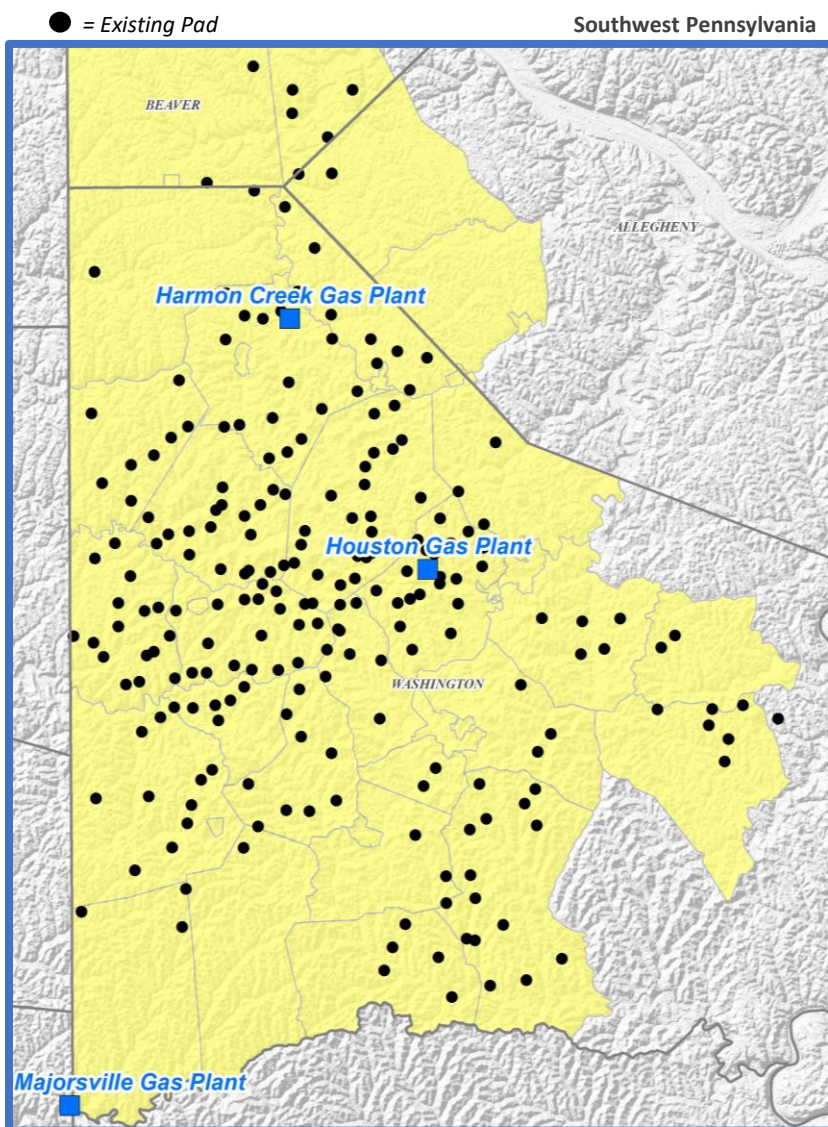 = Existing Pad
Southwest Pennsylvania
BEAVER
ALLEGHENY
Harmon Creek Gas Plant
Houston Gas Plant
WASHINGTON
Majorsville Gas Plant